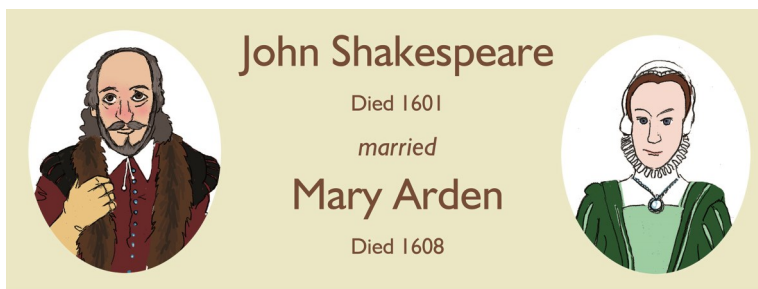 John Shakespeare
Died 1601
married
Mary Arden
Died 1608